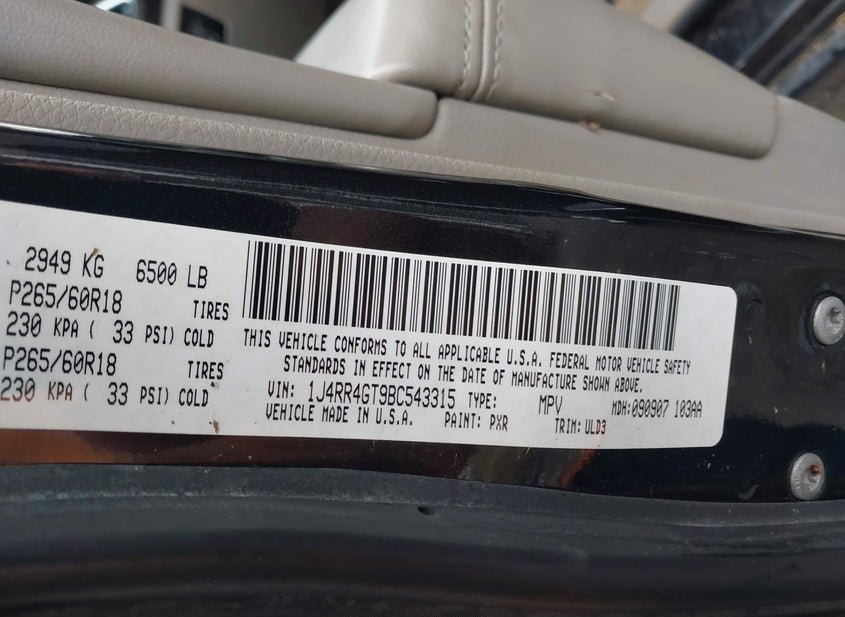 2949 KG 6500 LB
P265/60R18 TIRES
230 KPA ( 33 PSI) COLD
P265/60R18 TIRES
230 KPA ( 33 PSI) COLD
THIS VEHICLE CONFORMS TO ALL APPLICABLE U.S.A. FEDERAL MOTOR VEHICLE SAFETY
STANDARDS IN EFFECT ON THE DATE OF MANUFACTURE SHOWN ABOVE.
VIN: 1J4RR4GT9BC543315 TYPE: MPV MDH:090907 103AA
VEHICLE MADE IN U.S.A. PAINT: PXR TRIM: ULD3